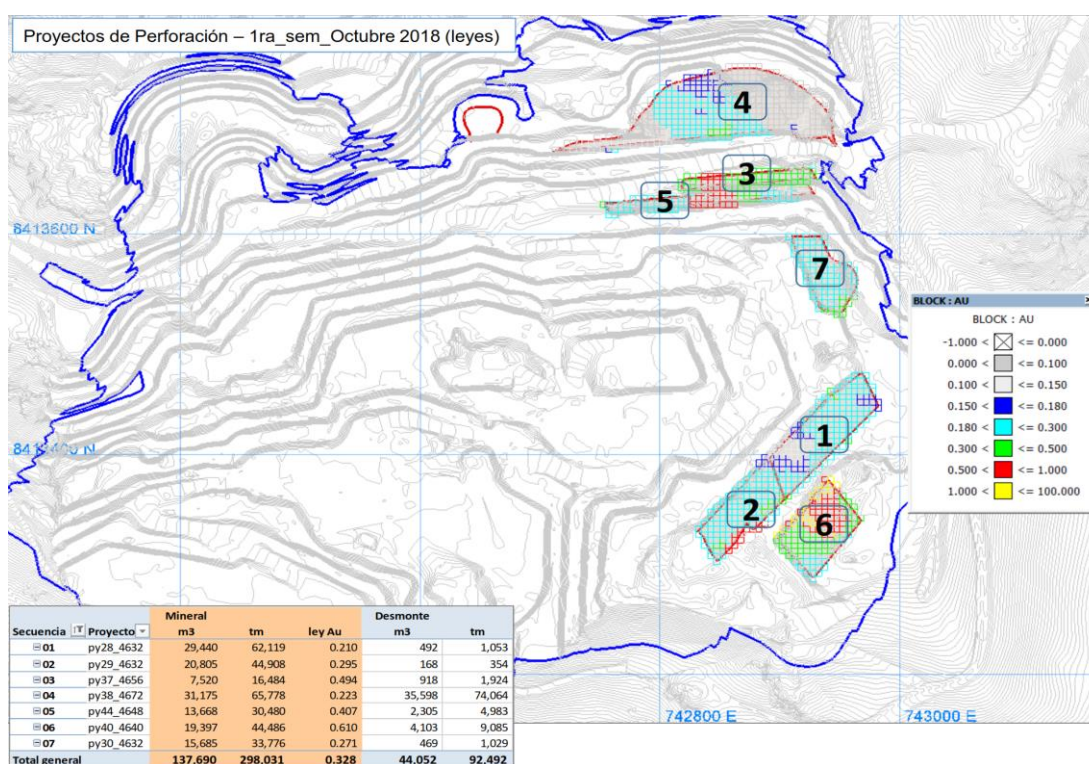 Proyectos de Perforación – 1ra_sem_Octubre 2018 (leyes)
4
3
5
8413600 N
7
BLOCK : AU
BLOCK : AU
-1.000 < <= 0.000
0.000 < <= 0.100
0.100 < <= 0.150
0.150 < <= 0.180
0.180 < <= 0.300
0.300 < <= 0.500
0.500 < <= 1.000
1.000 < <= 100.000
1
2
6
Mineral Desmonte
Secuencia Proyecto m3 tm ley Au m3 tm
01 py28_4632 29,440 62,119 0.210 492 1,053
02 py29_4632 20,805 44,908 0.295 168 354
03 py37_4656 7,520 16,484 0.494 918 1,924
04 py38_4672 31,175 65,778 0.223 35,598 74,064
05 py44_4648 13,668 30,480 0.407 2,305 4,983
06 py40_4640 19,397 44,486 0.610 4,103 9,085
07 py30_4632 15,685 33,776 0.271 469 1,029
Total general 137,690 298,031 0.328 44,052 92,492
742800 E
743000 E